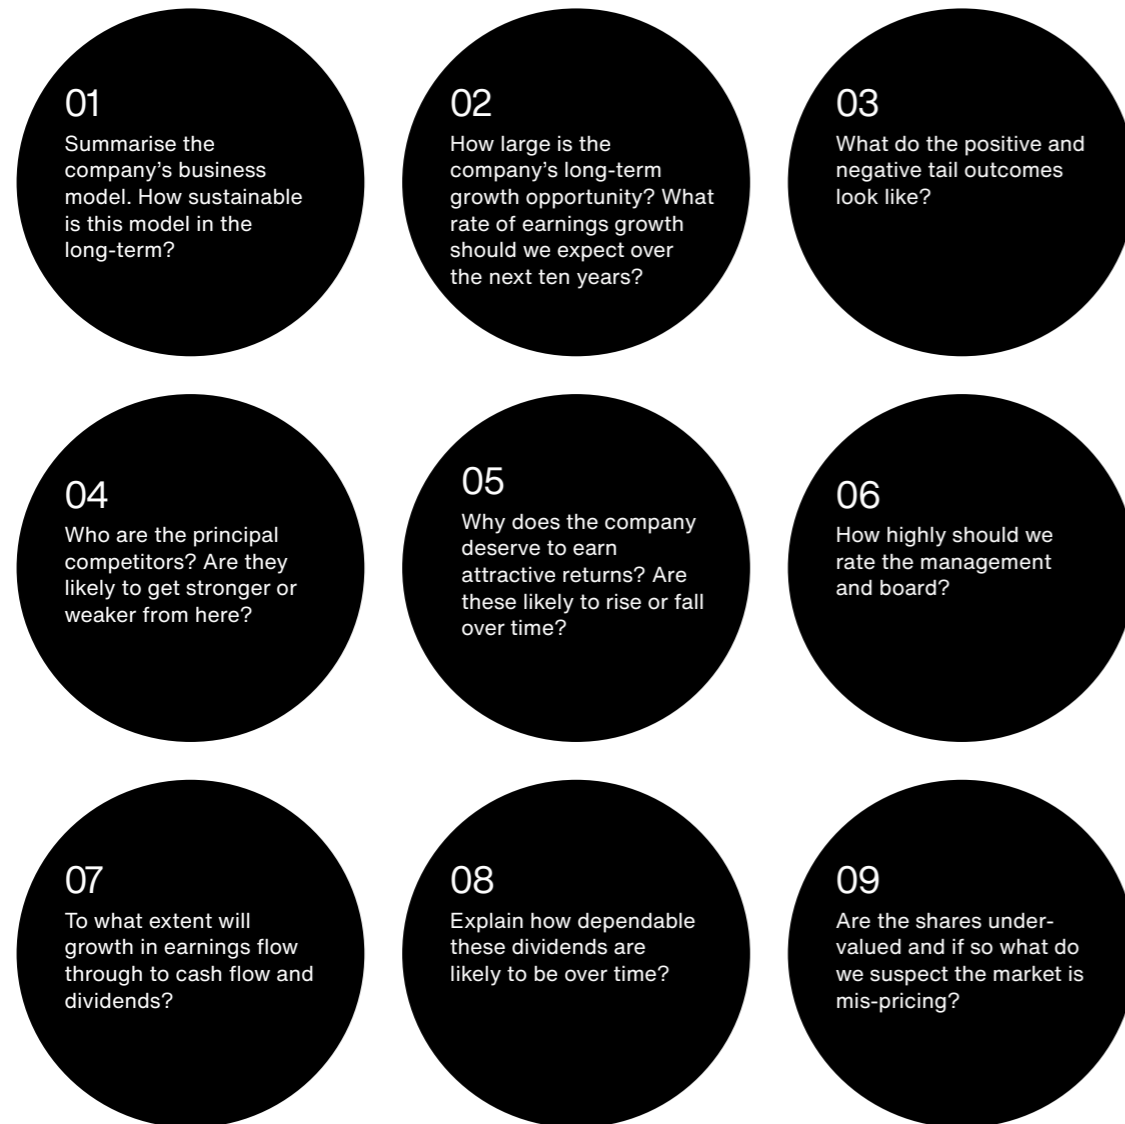 01
Summarise the
company’s business
model. How sustainable
is this model in the
long-term?
02
How large is the
company’s long-term
growth opportunity? What
rate of earnings growth
should we expect over
the next ten years?
03
What do the positive and
negative tail outcomes
look like?
04
Who are the principal
competitors? Are they
likely to get stronger or
weaker from here?
05
Why does the company
deserve to earn
attractive returns? Are
these likely to rise or fall
over time?
06
How highly should we
rate the management
and board?
07
To what extent will
growth in earnings flow
through to cash flow and
dividends?
08
Explain how dependable
these dividends are
likely to be over time?
09
Are the shares under-
valued and if so what do
we suspect the market is
mis-pricing?